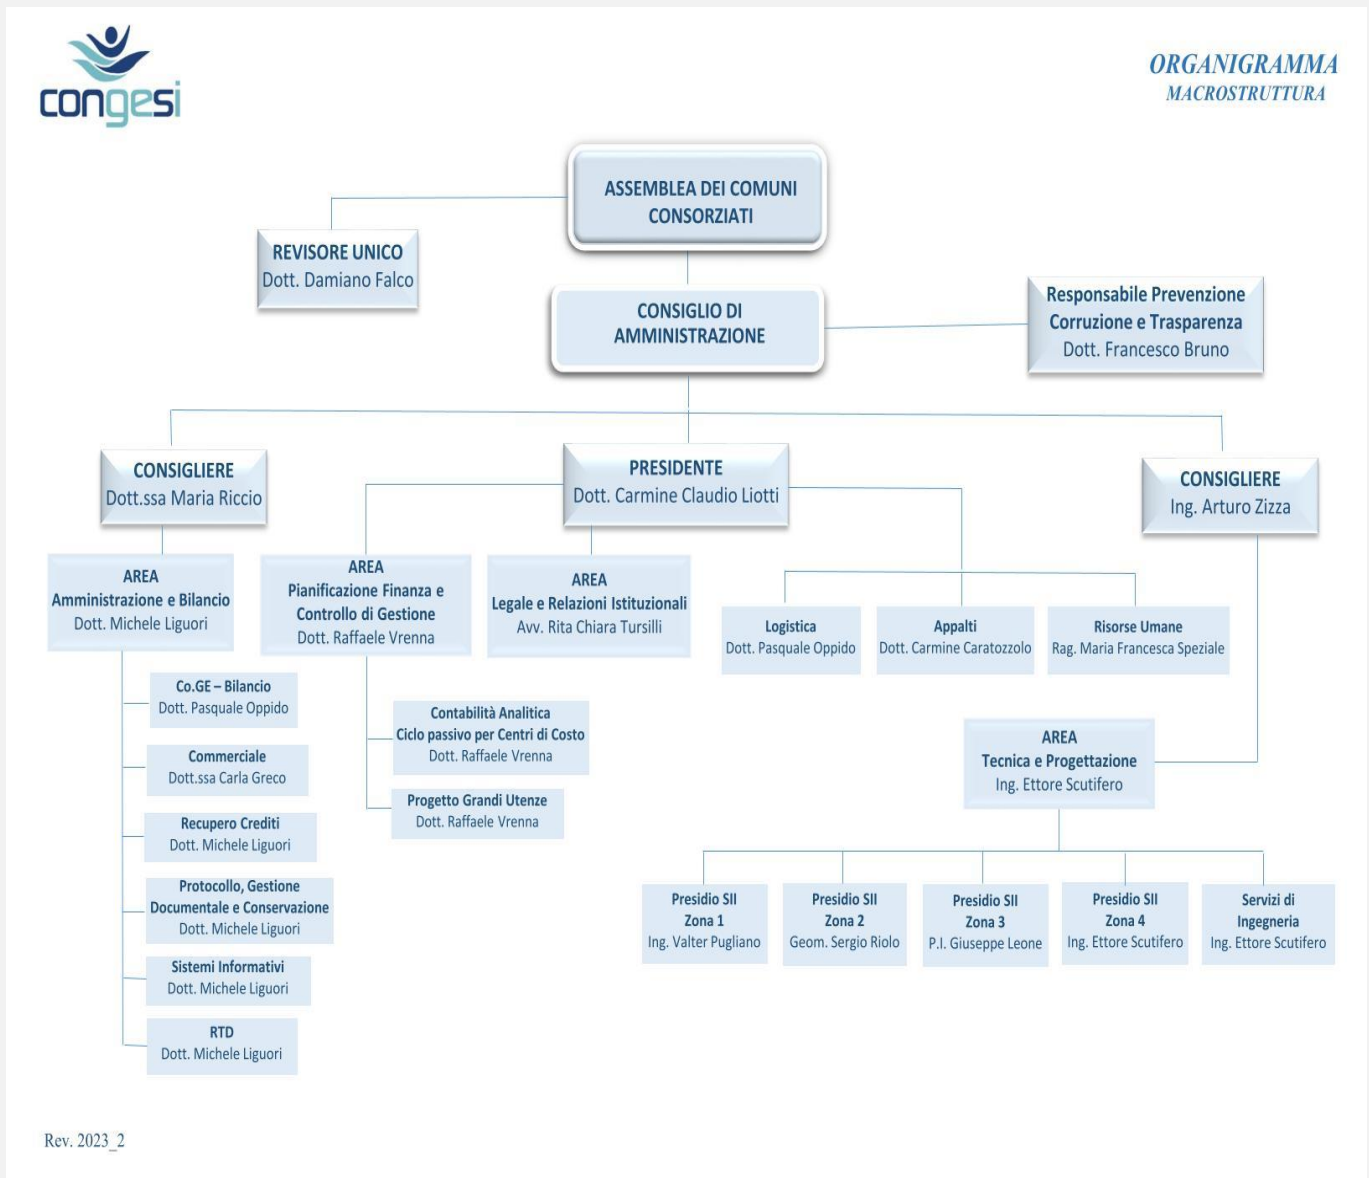 congesi
ORGANIGRAMMA
MACROSTRUTTURA
ASSEMBLEA DEI COMUNI
CONSORZIATI
REVISORE UNICO
Dott. Damiano Falco
CONSIGLIO DI
AMMINISTRAZIONE
Responsabile Prevenzione
Corruzione e Trasparenza
Dott. Francesco Bruno
CONSIGLIERE
Dott.ssa Maria Riccio
PRESIDENTE
Dott. Carmine Claudio Liotti
CONSIGLIERE
Ing. Arturo Zizza
AREA
Amministrazione e Bilancio
Dott. Michele Liguori
AREA
Pianificazione Finanza e
Controllo di Gestione
Dott. Raffaele Vrenna
AREA
Legale e Relazioni Istituzionali
Avv. Rita Chiara Tursilli
Logistica
Dott. Pasquale Oppido
Appalti
Dott. Carmine Caratozzolo
Risorse Umane
Rag. Maria Francesca Speziale
Co.GE – Bilancio
Dott. Pasquale Oppido
Commerciale
Dott.ssa Carla Greco
Recupero Crediti
Dott. Michele Liguori
Protocollo, Gestione
Documentale e Conservazione
Dott. Michele Liguori
Sistemi Informativi
Dott. Michele Liguori
RTD
Dott. Michele Liguori
Contabilità Analitica
Ciclo passivo per Centri di Costo
Dott. Raffaele Vrenna
Progetto Grandi Utenze
Dott. Raffaele Vrenna
AREA
Tecnica e Progettazione
Ing. Ettore Scutifero
Presidio SII
Zona 1
Ing. Valter Pugliano
Presidio SII
Zona 2
Geom. Sergio Riolo
Presidio SII
Zona 3
P.I. Giuseppe Leone
Presidio SII
Zona 4
Ing. Ettore Scutifero
Servizi di
Ingegneria
Ing. Ettore Scutifero
Rev. 2023_2